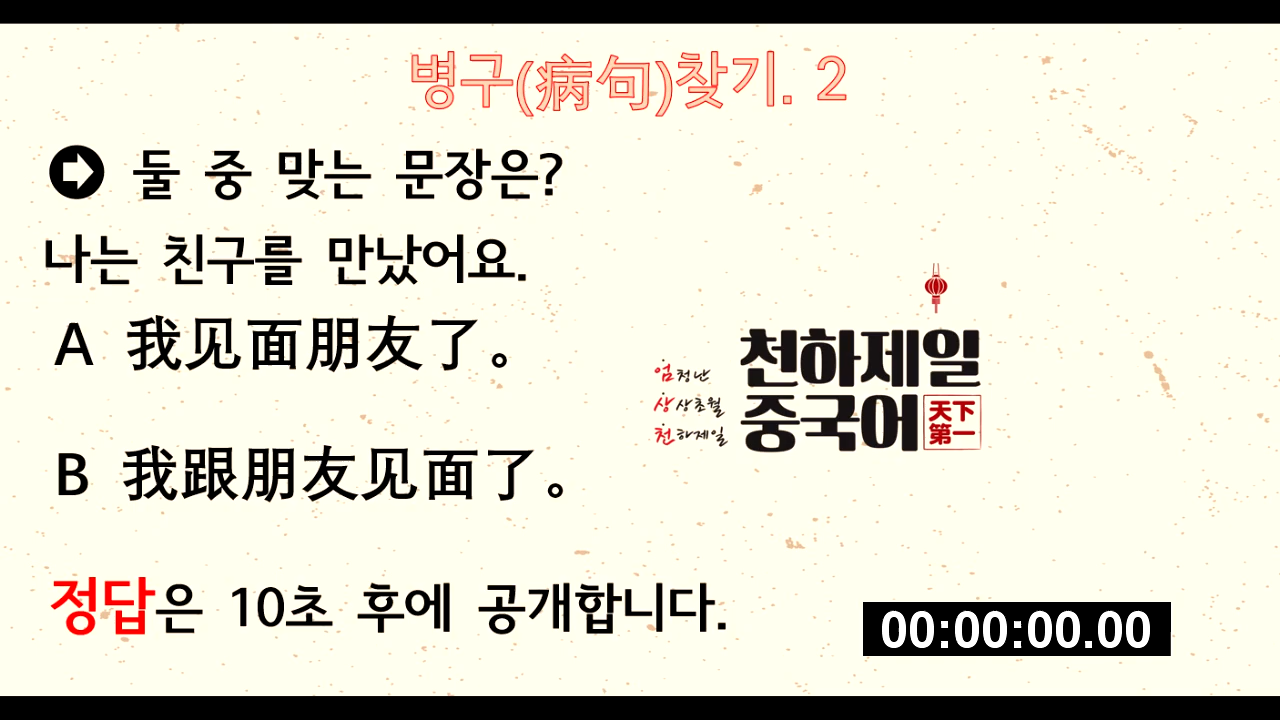 병구(病句)찾기. 2
둘 중 맞는 문장은?
나는 친구를 만났어요.
A 我见面朋友了。
B 我跟朋友见面了。
엄청난
상상초월
천하제일
천하제일
중국어
天下
第一
정답은 10초 후에 공개합니다.
00:00:00.00